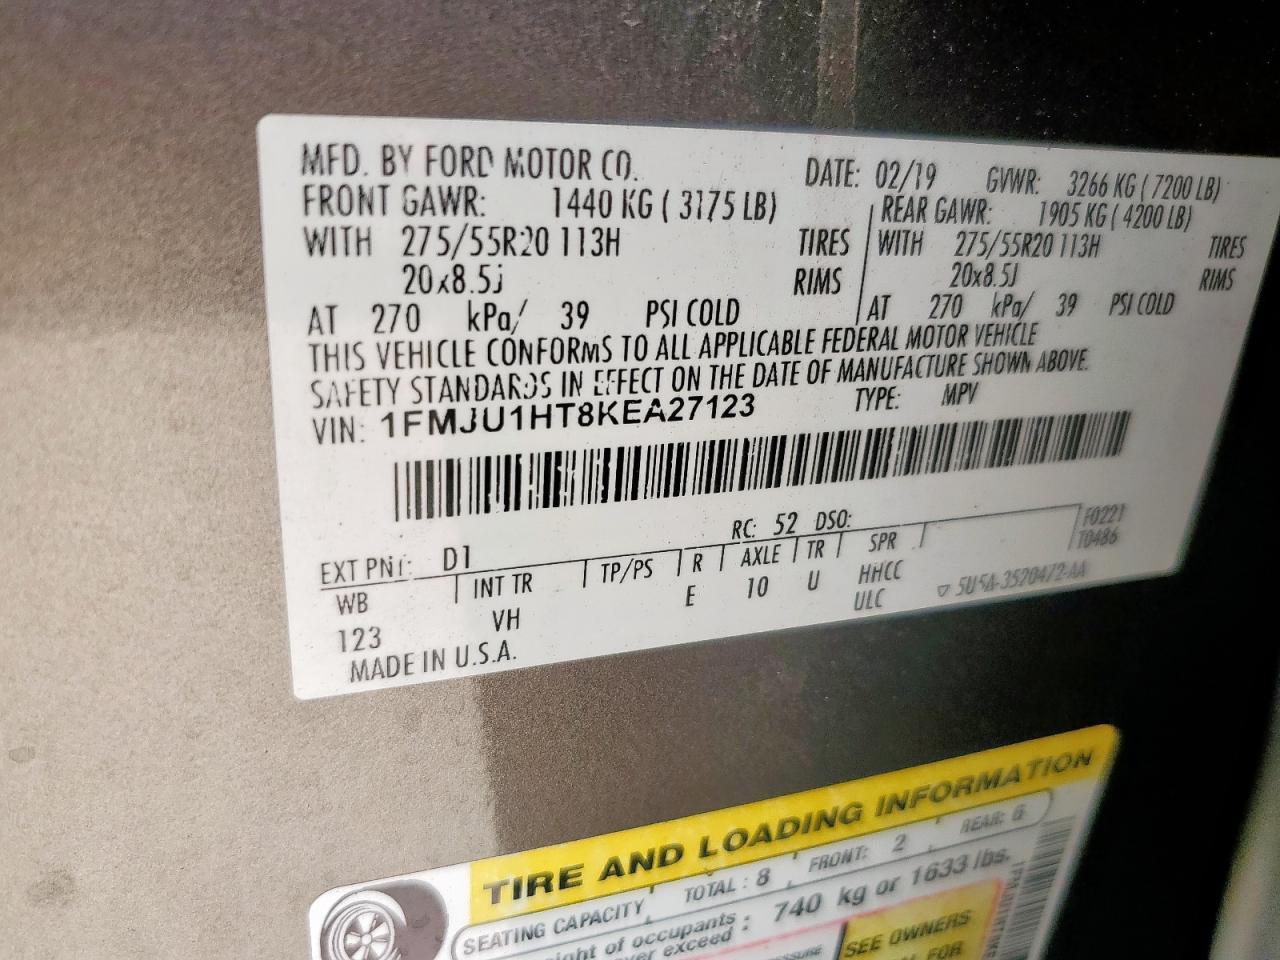 MFD. BY FORD MOTOR CO. DATE: 02/19 GVWR: 3266 KG ( 7200 LB)
FRONT GAWR: 1440 KG ( 3175 LB) REAR GAWR: 1905 KG ( 4200 LB)
WITH 275/55R20 113H TIRES WITH 275/55R20 113H TIRES
20x8.5J RIMS 20x8.5J RIMS
AT 270 kPa/ 39 PSI COLD AT 270 kPa/ 39 PSI COLD
THIS VEHICLE CONFORMS TO ALL APPLICABLE FEDERAL MOTOR VEHICLE
SAFETY STANDARDS IN EFFECT ON THE DATE OF MANUFACTURE SHOWN ABOVE.
VIN: 1FMJU1HT8KEA27123 TYPE: MPV
EXT PNT: D1 RC: 52 DSO: F0221
WB INT TR TP/PS R AXLE TR SPR T0486
123 VH E 10 U HHCC
ULC
MADE IN U.S.A.
TIRE AND LOADING INFORMATION
SEATING CAPACITY TOTAL : 8 FRONT: 2 REAR: 6
of occupants : 740 kg or 1633 lbs.
exceed :
SEE OWNERS
FOR